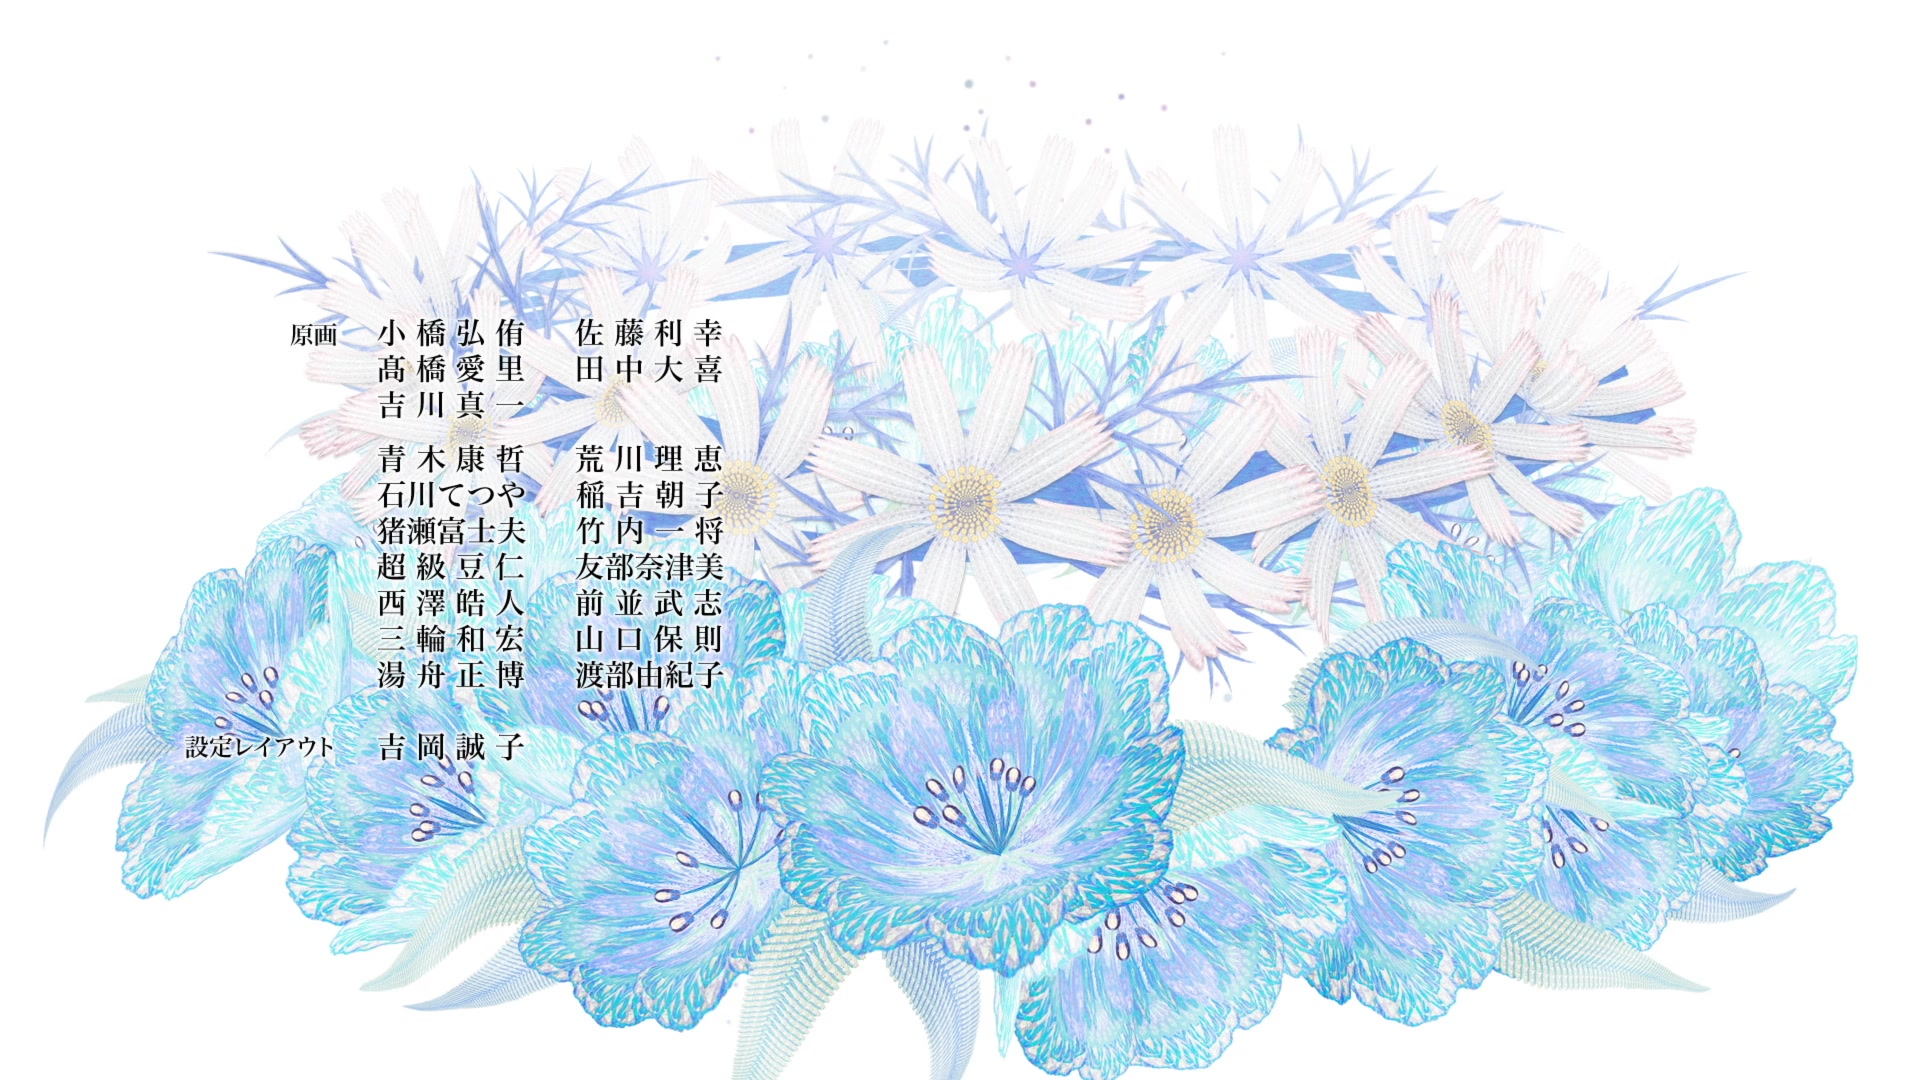 原画 小橋弘侑 佐藤利幸
髙橋愛里 田中大喜
吉川真一
青木康哲 荒川理恵
石川てつや 稲吉朝子
猪瀬富士夫 竹内一将
超級豆仁 友部奈津美
西澤皓人 前並武志
三輪和宏 山口保則
湯舟正博 渡部由紀子
設定レイアウト 吉岡誠子